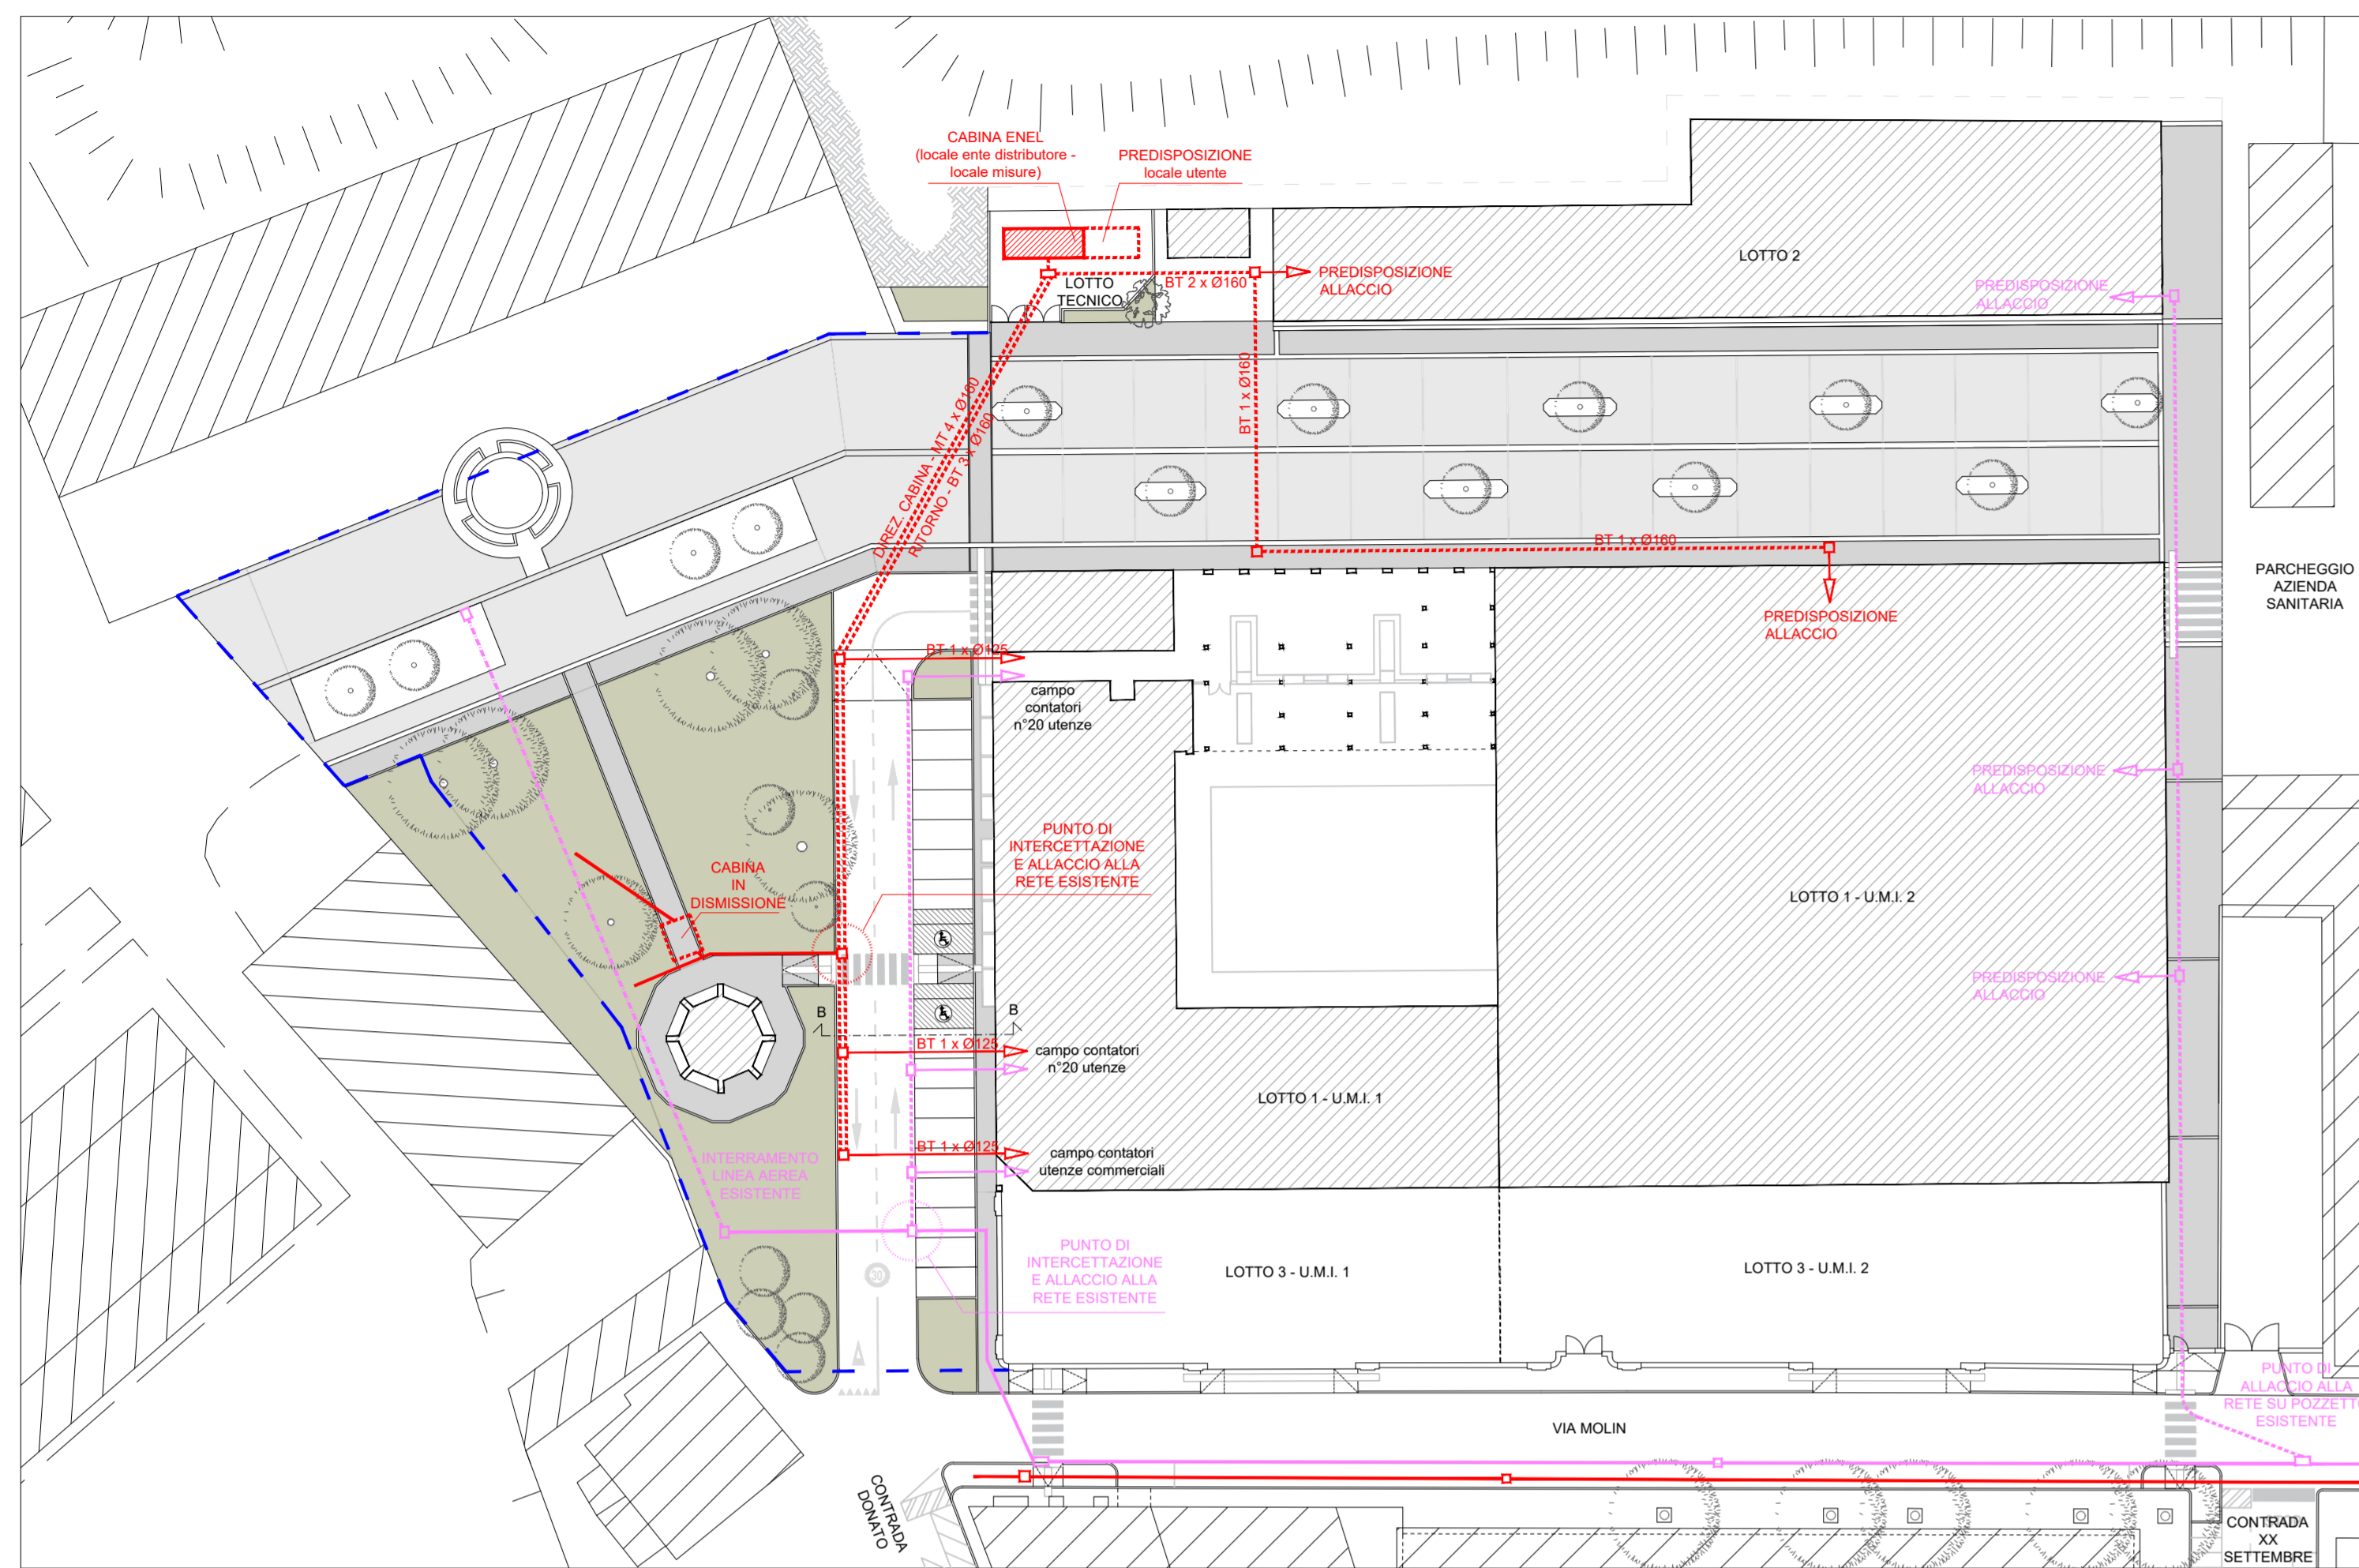 CABINA ENEL
(locale ente distributore -
locale misure)
PREDISPOSIZIONE
locale utente
LOTTO 2
PREDISPOSIZIONE
ALLACCIO
LOTTO
TECNICO
BT 2 x Ø160
PREDISPOSIZIONE
ALLACCIO
BT 1 x Ø160
DIREZ. CABINA - MT 4 x Ø160
RITORNO - BT 3 x Ø160
BT 1 x Ø160
PREDISPOSIZIONE
ALLACCIO
PARCHEGGIO
AZIENDA
SANITARIA
BT 1 x Ø125
campo
contatori
n°20 utenze
PREDISPOSIZIONE
ALLACCIO
PUNTO DI
INTERCETTAZIONE
E ALLACCIO ALLA
RETE ESISTENTE
CABINA
IN
DISMISSIONE
LOTTO 1 - U.M.I. 2
PREDISPOSIZIONE
ALLACCIO
B
B
BT 1 x Ø125
campo contatori
n°20 utenze
LOTTO 1 - U.M.I. 1
BT 1 x Ø125
campo contatori
utenze commerciali
INTERRAMENTO
LINEA AEREA
ESISTENTE
PUNTO DI
INTERCETTAZIONE
E ALLACCIO ALLA
RETE ESISTENTE
30
LOTTO 3 - U.M.I. 1
LOTTO 3 - U.M.I. 2
PUNTO DI
ALLACCIO ALLA
RETE SU POZZETTO
ESISTENTE
VIA MOLIN
CONTRADA
DONATO
CONTRADA
XX
SETTEMBRE